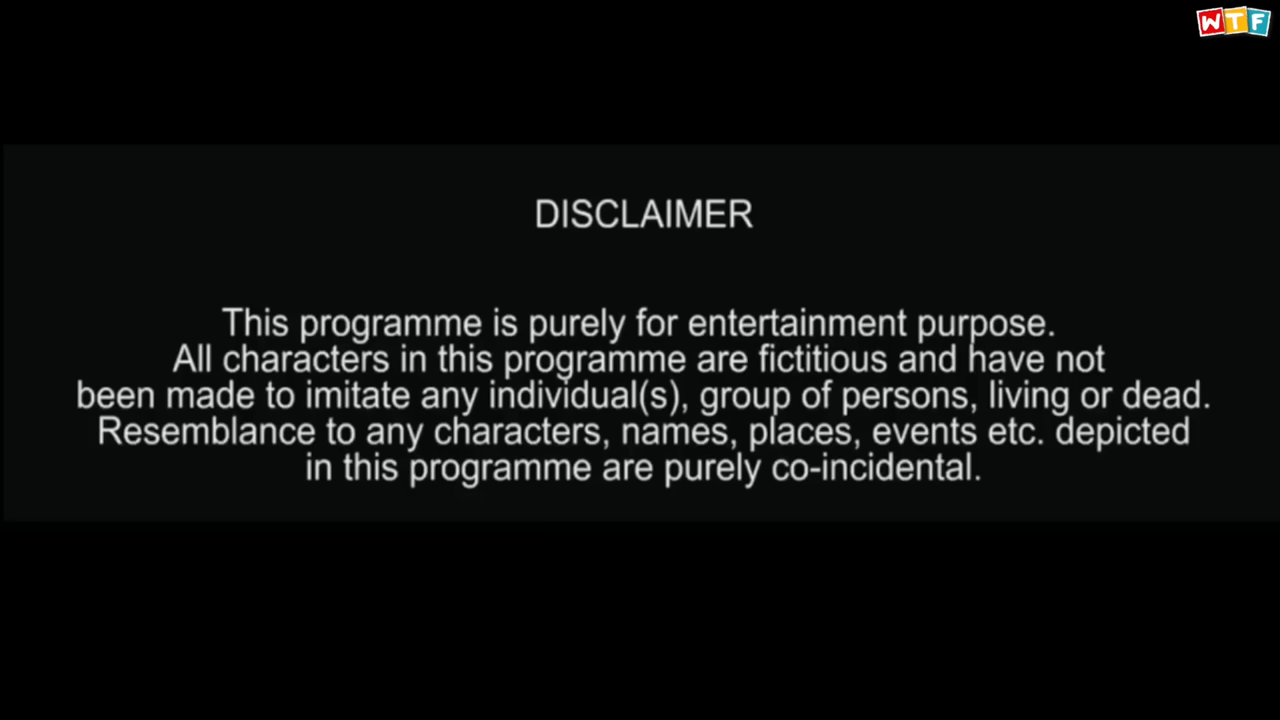 WTF
DISCLAIMER
This programme is purely for entertainment purpose.
All characters in this programme are fictitious and have not
been made to imitate any individual(s), group of persons, living or dead.
Resemblance to any characters, names, places, events etc. depicted
in this programme are purely co-incidental.